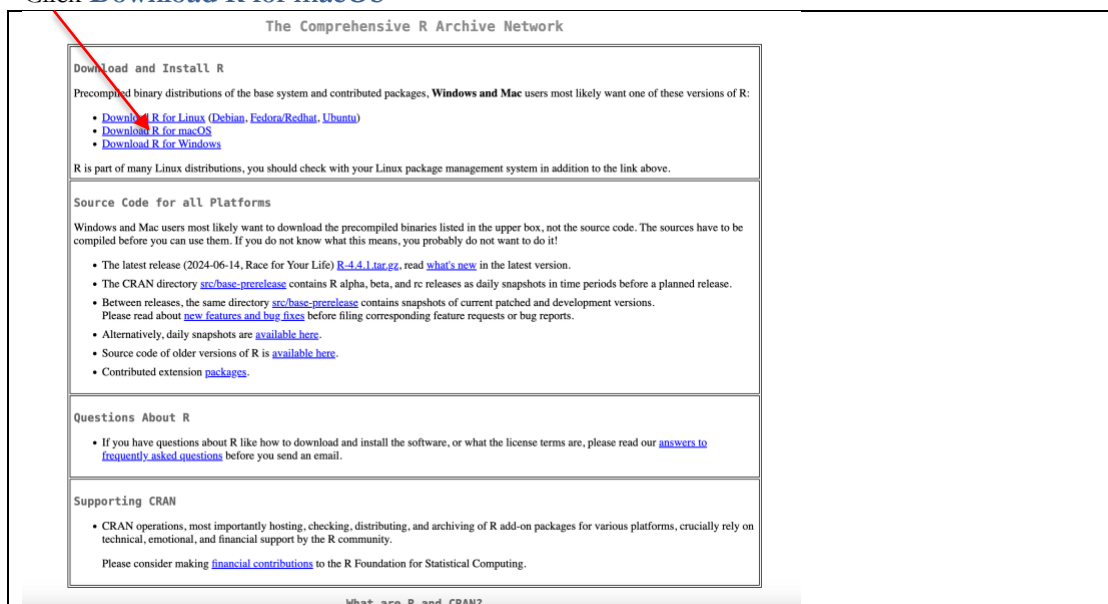 Click Download R for macOS
The Comprehensive R Archive Network
Download and Install R
Precompiled binary distributions of the base system and contributed packages, Windows and Mac users most likely want one of these versions of R:
• Download R for Linux (Debian, Fedora/Redhat, Ubuntu)
• Download R for macOS
• Download R for Windows
R is part of many Linux distributions, you should check with your Linux package management system in addition to the link above.
Source Code for all Platforms
Windows and Mac users most likely want to download the precompiled binaries listed in the upper box, not the source code. The sources have to be
compiled before you can use them. If you do not know what this means, you probably do not want to do it!
• The latest release (2024-06-14, Race for Your Life) R-4.4.1.tar.gz, read what's new in the latest version.
• The CRAN directory src/base-prerelease contains R alpha, beta, and rc releases as daily snapshots in time periods before a planned release.
• Between releases, the same directory src/base-prerelease contains snapshots of current patched and development versions.
Please read about new features and bug fixes before filing corresponding feature requests or bug reports.
• Alternatively, daily snapshots are available here.
• Source code of older versions of R is available here.
• Contributed extension packages.
Questions About R
• If you have questions about R like how to download and install the software, or what the license terms are, please read our answers to
frequently asked questions before you send an email.
Supporting CRAN
• CRAN operations, most importantly hosting, checking, distributing, and archiving of R add-on packages for various platforms, crucially rely on
technical, emotional, and financial support by the R community.
Please consider making financial contributions to the R Foundation for Statistical Computing.
What are R and CRAN?